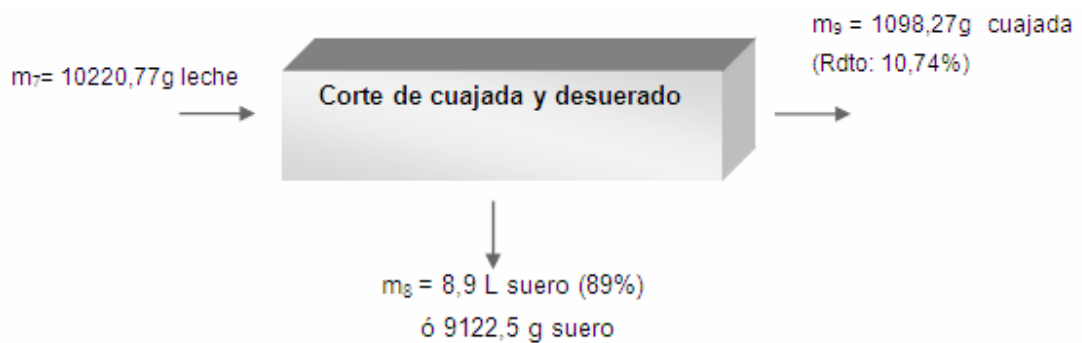 m₇= 10220,77g leche
Corte de cuajada y desuerado
m₉ = 1098,27g cuajada
(Rdto: 10,74%)
m₈ = 8,9 L suero (89%)
ó 9122,5 g suero